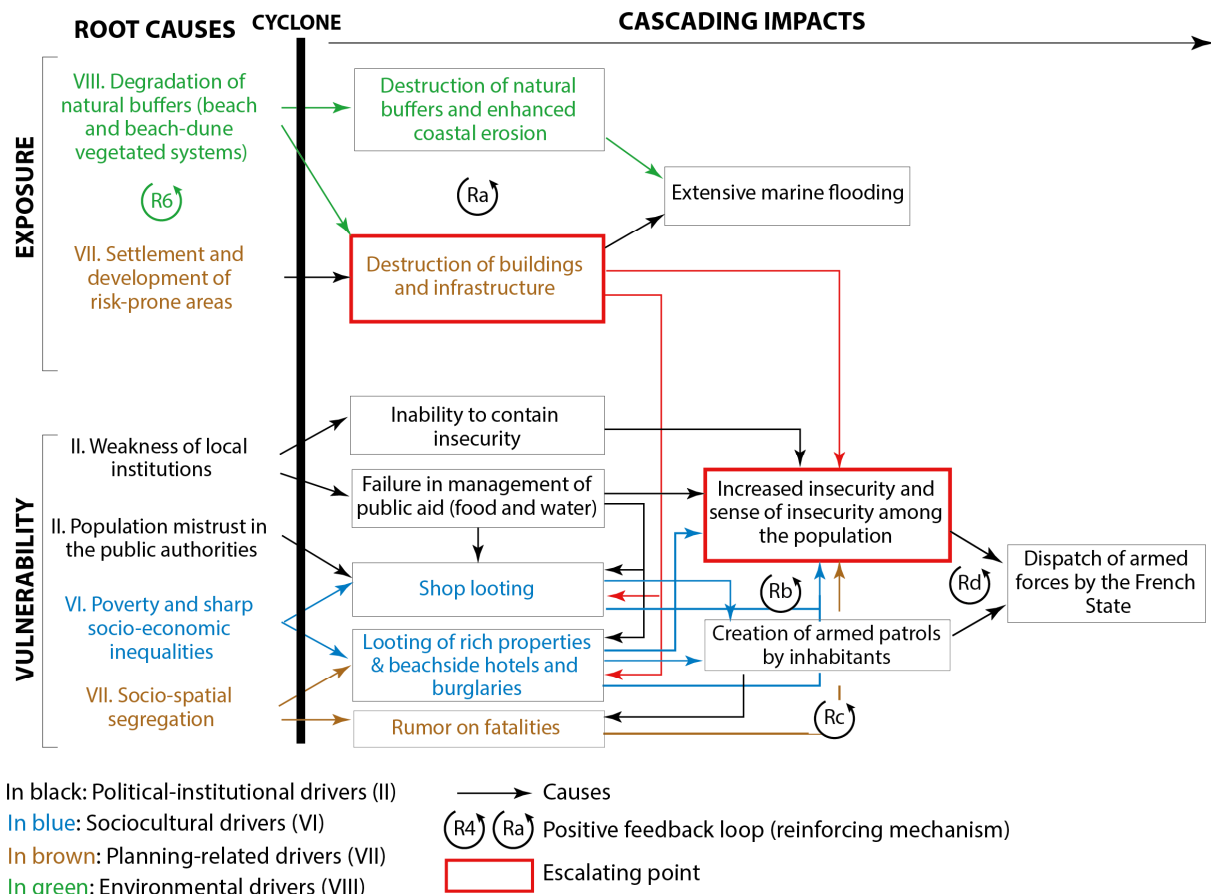 ROOT CAUSES
CYCLONE
CASCADING IMPACTS
EXPOSURE
VIII. Degradation of
natural buffers (beach
and beach-dune
vegetated systems)
R6
VII. Settlement and
development of
risk-prone areas
Destruction of natural
buffers and enhanced
coastal erosion
Ra
Extensive marine flooding
Destruction of buildings
and infrastructure
VULNERABILITY
II. Weakness of local
institutions
II. Population mistrust in
the public authorities
VI. Poverty and sharp
socio-economic
inequalities
VII. Socio-spatial
segregation
Inability to contain
insecurity
Failure in management of
public aid (food and water)
Shop looting
Looting of rich properties
& beachside hotels and
burglaries
Rumor on fatalities
Increased insecurity and
sense of insecurity among
the population
Rb
Rd
Creation of armed patrols
by inhabitants
Rc
Dispatch of armed
forces by the French
State
In black: Political-institutional drivers (II)
In blue: Sociocultural drivers (VI)
In brown: Planning-related drivers (VII)
In green: Environmental drivers (VIII)
Causes
R4 Ra Positive feedback loop (reinforcing mechanism)
Escalating point